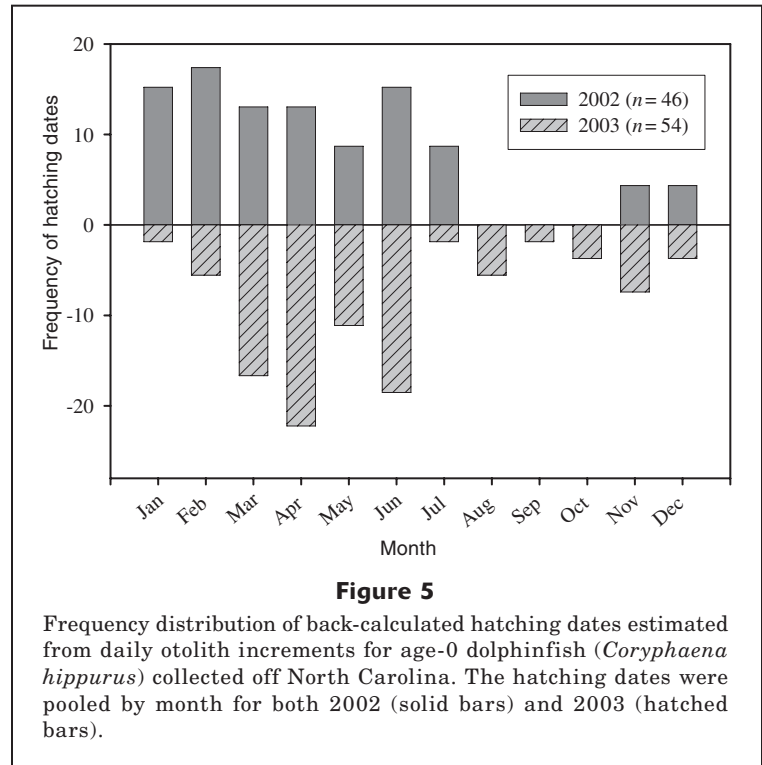 20
10
0
-10
-20
Frequency of hatching dates
2002 (n= 46)
2003 (n= 54)
Jan Feb Mar Apr May Jun Jul Aug Sep Oct Nov Dec
Month
Figure 5
Frequency distribution of back-calculated hatching dates estimated
from daily otolith increments for age-0 dolphinfish (Coryphaena
hippurus) collected off North Carolina. The hatching dates were
pooled by month for both 2002 (solid bars) and 2003 (hatched
bars).